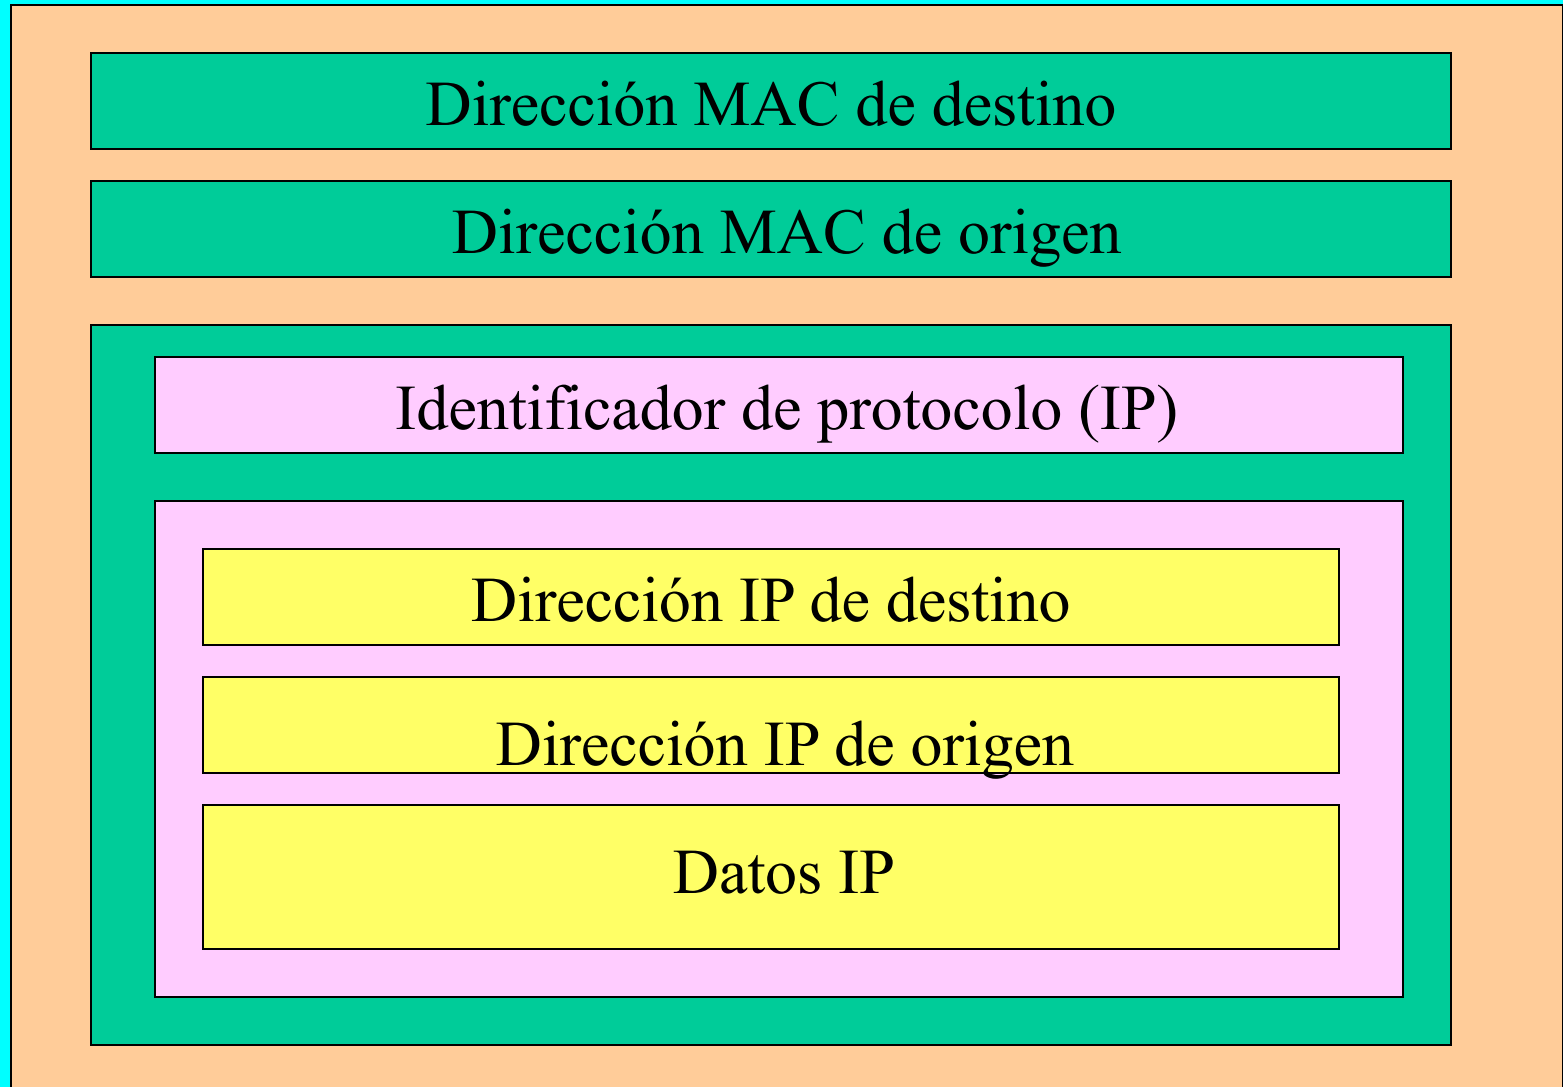 Dirección MAC de destino
Dirección MAC de origen
Identificador de protocolo (IP)
Dirección IP de destino
Dirección IP de origen
Datos IP